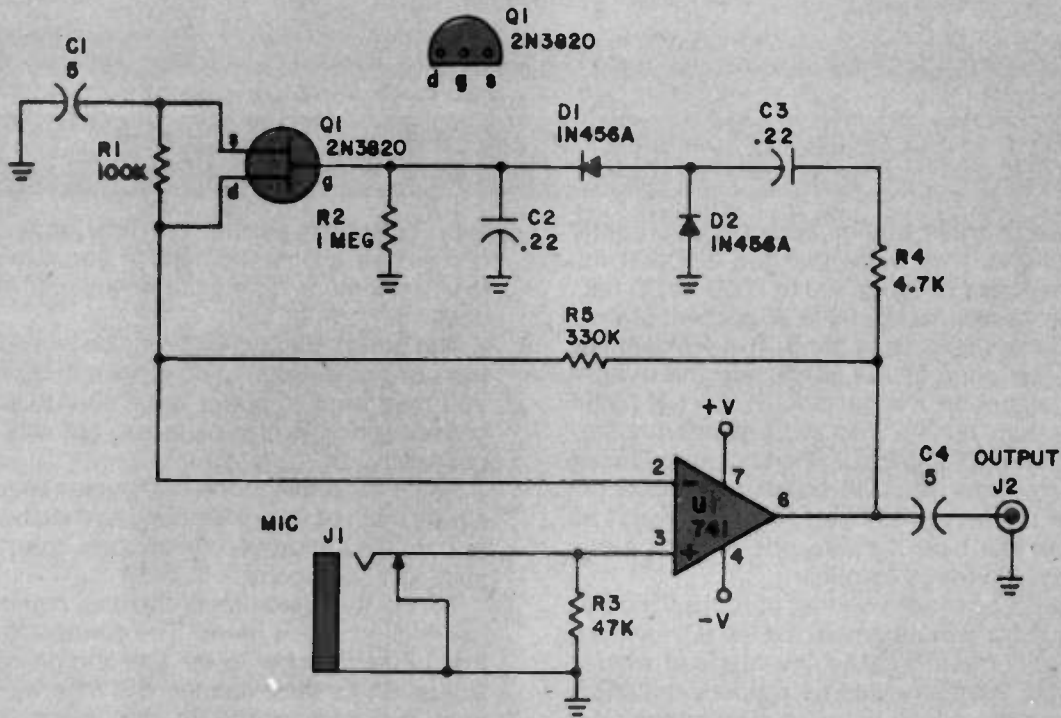 Q1
2N3820
d g s
C1
5
R1
100K
s
d
g
Q1
2N3820
R2
1 MEG
C2
.22
D1
1N456A
D2
1N456A
C3
.22
R4
4.7K
R5
330K
+V
2
-
7
U1
741
6
3
+
4
-V
C4
5
OUTPUT
J2
MIC
J1
R3
47K